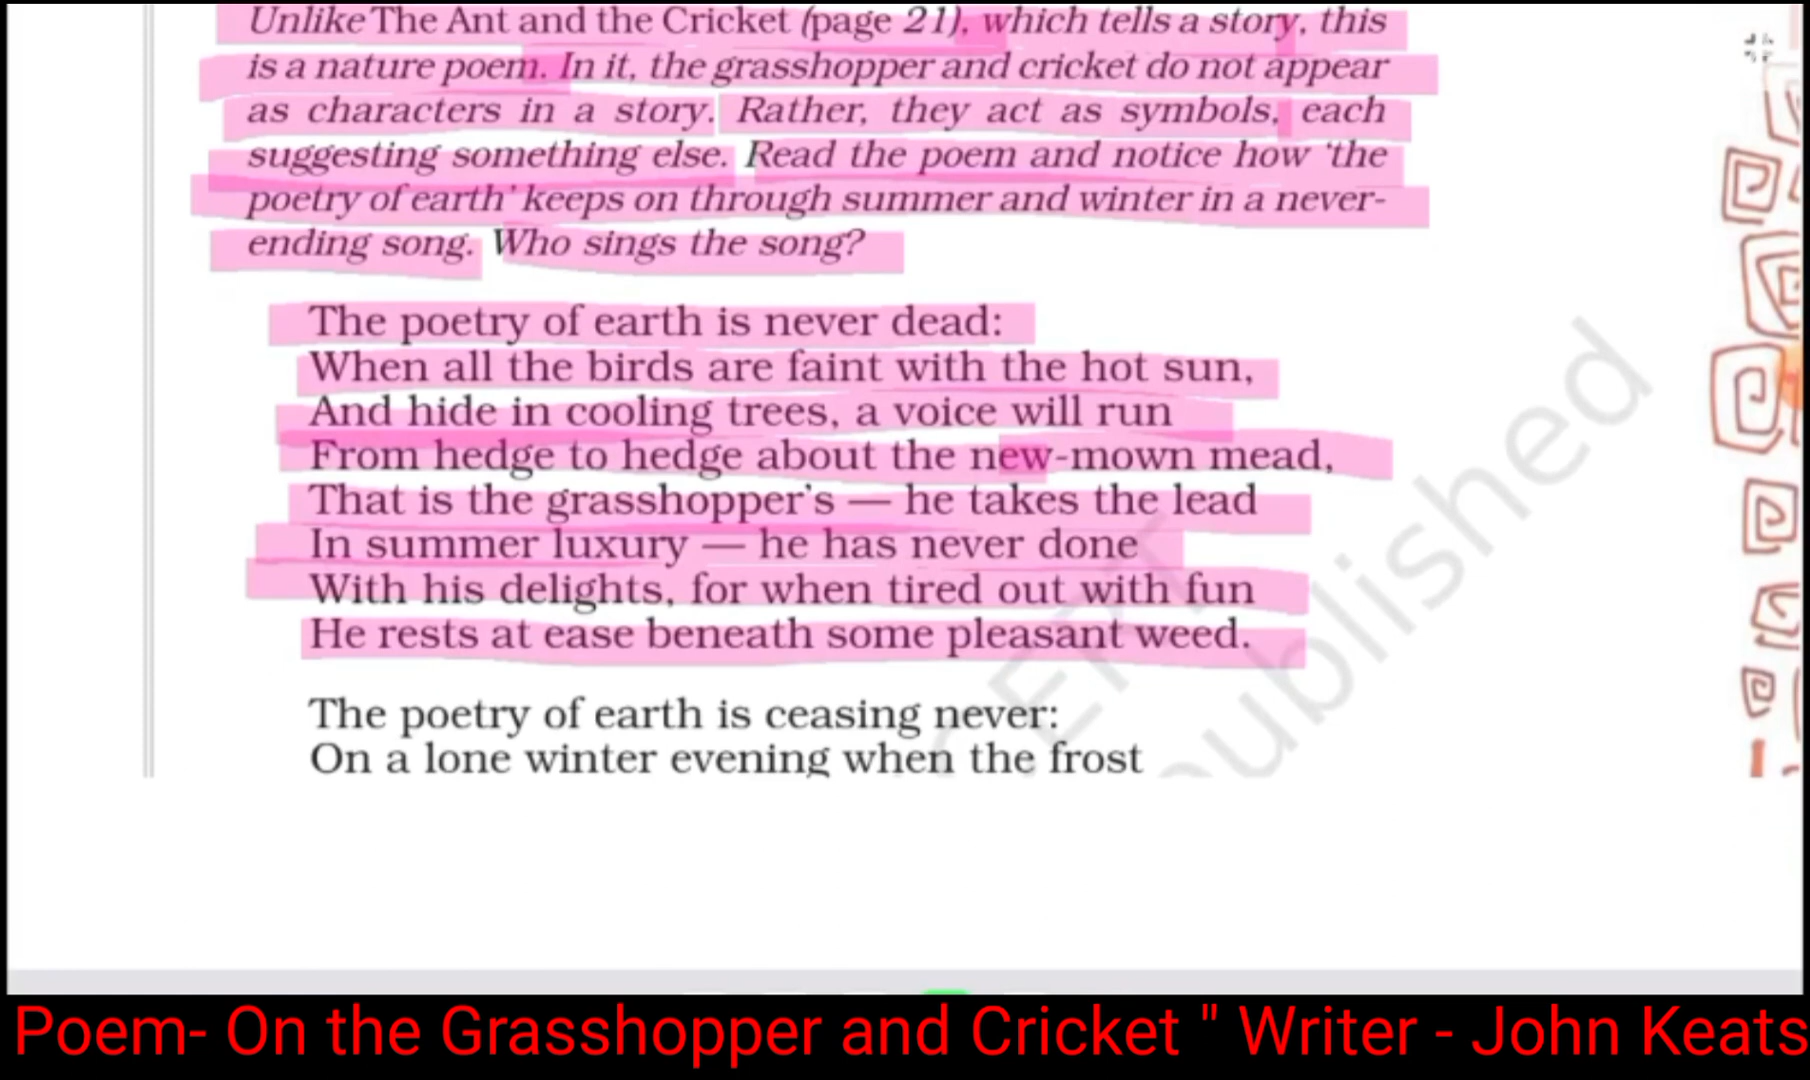 Unlike The Ant and the Cricket (page 21), which tells a story, this
is a nature poem. In it, the grasshopper and cricket do not appear
as characters in a story. Rather, they act as symbols, each
suggesting something else. Read the poem and notice how ‘the
poetry of earth’ keeps on through summer and winter in a never-
ending song. Who sings the song?
The poetry of earth is never dead:
When all the birds are faint with the hot sun,
And hide in cooling trees, a voice will run
From hedge to hedge about the new-mown mead,
That is the grasshopper’s — he takes the lead
In summer luxury — he has never done
With his delights, for when tired out with fun
He rests at ease beneath some pleasant weed.
The poetry of earth is ceasing never:
On a lone winter evening when the frost
Poem- On the Grasshopper and Cricket " Writer - John Keats